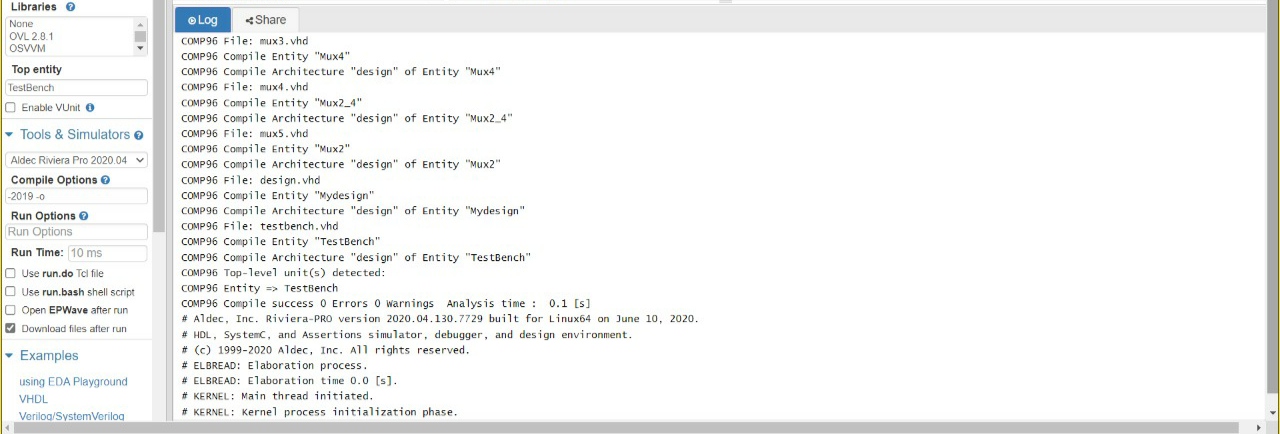 Libraries
None
OVL 2.8.1
OSVVM
Top entity
TestBench
Enable VUnit
Tools & Simulators
Aldec Riviera Pro 2020.04
Compile Options
-2019 -o
Run Options
Run Options
Run Time: 10 ms
Use run.do Tcl file
Use run.bash shell script
Open EPWave after run
Download files after run
Examples
using EDA Playground
VHDL
Verilog/SystemVerilog
Log
Share
COMP96 File: mux3.vhd
COMP96 Compile Entity "Mux4"
COMP96 Compile Architecture "design" of Entity "Mux4"
COMP96 File: mux4.vhd
COMP96 Compile Entity "Mux2_4"
COMP96 Compile Architecture "design" of Entity "Mux2_4"
COMP96 File: mux5.vhd
COMP96 Compile Entity "Mux2"
COMP96 Compile Architecture "design" of Entity "Mux2"
COMP96 File: design.vhd
COMP96 Compile Entity "Mydesign"
COMP96 Compile Architecture "design" of Entity "Mydesign"
COMP96 File: testbench.vhd
COMP96 Compile Entity "TestBench"
COMP96 Compile Architecture "design" of Entity "TestBench"
COMP96 Top-level unit(s) detected:
COMP96 Entity => TestBench
COMP96 Compile success 0 Errors 0 Warnings  Analysis time :  0.1 [s]
# Aldec, Inc. Riviera-PRO version 2020.04.130.7729 built for Linux64 on June 10, 2020.
# HDL, SystemC, and Assertions simulator, debugger, and design environment.
# (c) 1999-2020 Aldec, Inc. All rights reserved.
# ELBREAD: Elaboration process.
# ELBREAD: Elaboration time 0.0 [s].
# KERNEL: Main thread initiated.
# KERNEL: Kernel process initialization phase.